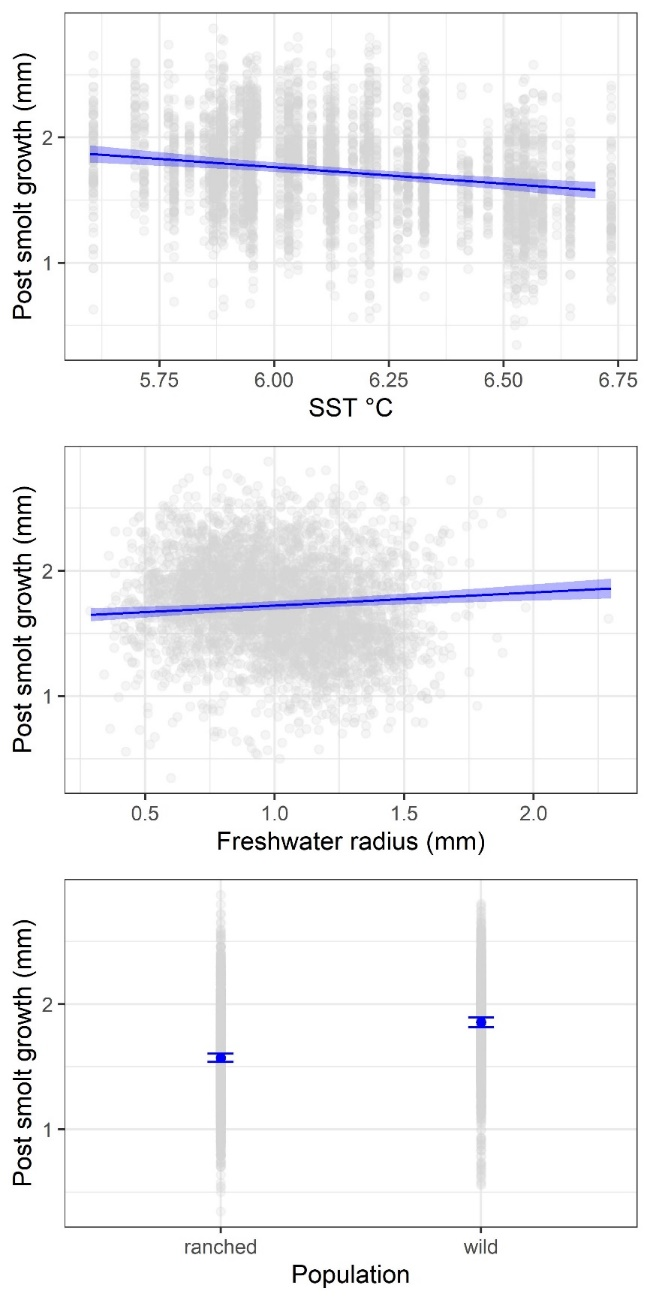 Post smolt growth (mm)
2
1
5.75 6.00 6.25 6.50 6.75
SST °C
Post smolt growth (mm)
2
1
0.5 1.0 1.5 2.0
Freshwater radius (mm)
Post smolt growth (mm)
2
1
ranched wild
Population